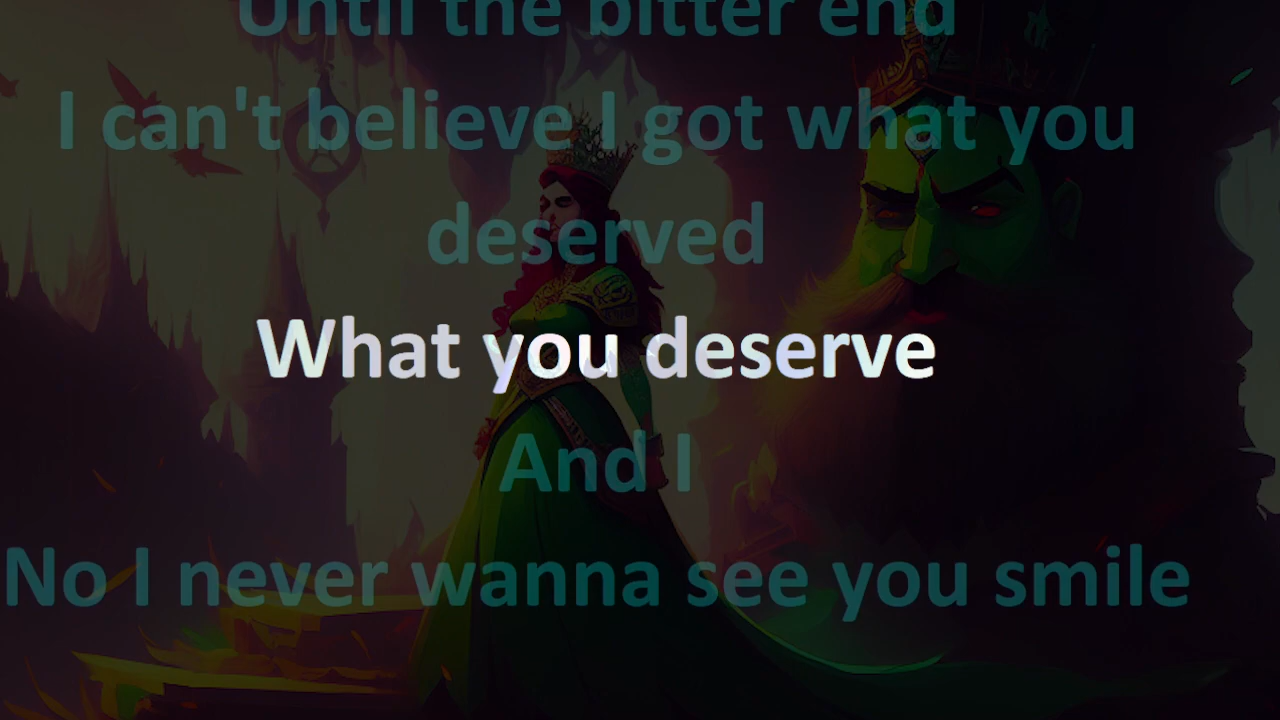 Until the bitter end
I can't believe I got what you
deserved
What you deserve
And I
No I never wanna see you smile